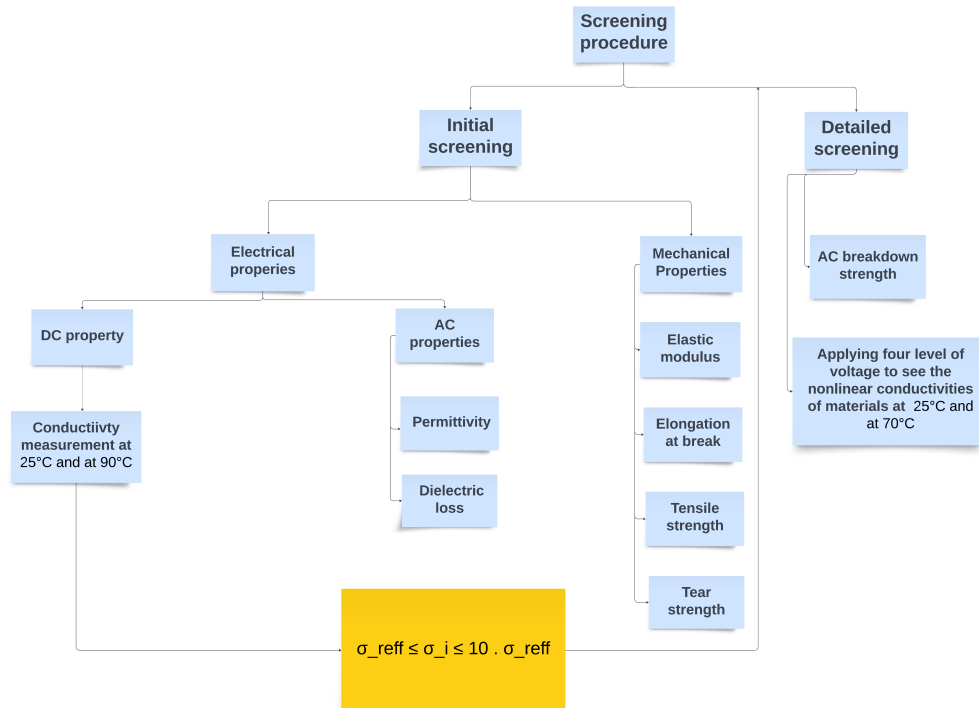 Screening
procedure
Initial
screening
Detailed
screening
Electrical
properies
Mechanical
Properties
AC breakdown
strength
DC property
AC
properties
Elastic
modulus
Applying four level of
voltage to see the
nonlinear conductivities
of materials at 25°C and
at 70°C
Conductiivty
measurement at
25°C and at 90°C
Permittivity
Elongation
at break
Dielectric
loss
Tensile
strength
Tear
strength
σ_reff ≤ σ_i ≤ 10 . σ_reff